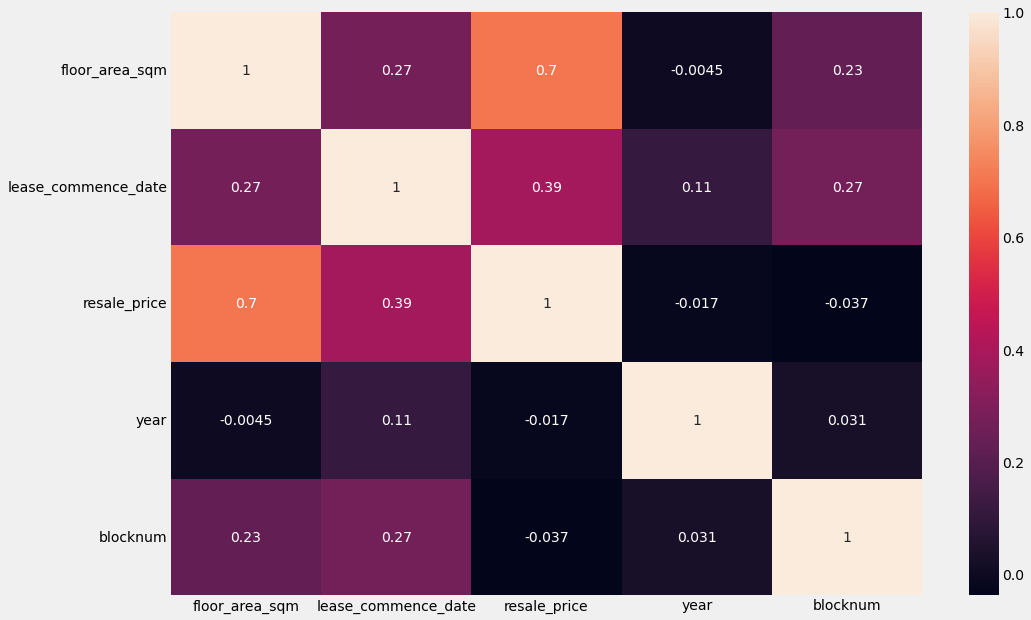 floor_area_sqm 1 0.27 0.7 -0.0045 0.23
lease_commence_date 0.27 1 0.39 0.11 0.27
resale_price 0.7 0.39 1 -0.017 -0.037
year -0.0045 0.11 -0.017 1 0.031
blocknum 0.23 0.27 -0.037 0.031 1
floor_area_sqm lease_commence_date resale_price year blocknum
1.0
0.8
0.6
0.4
0.2
0.0